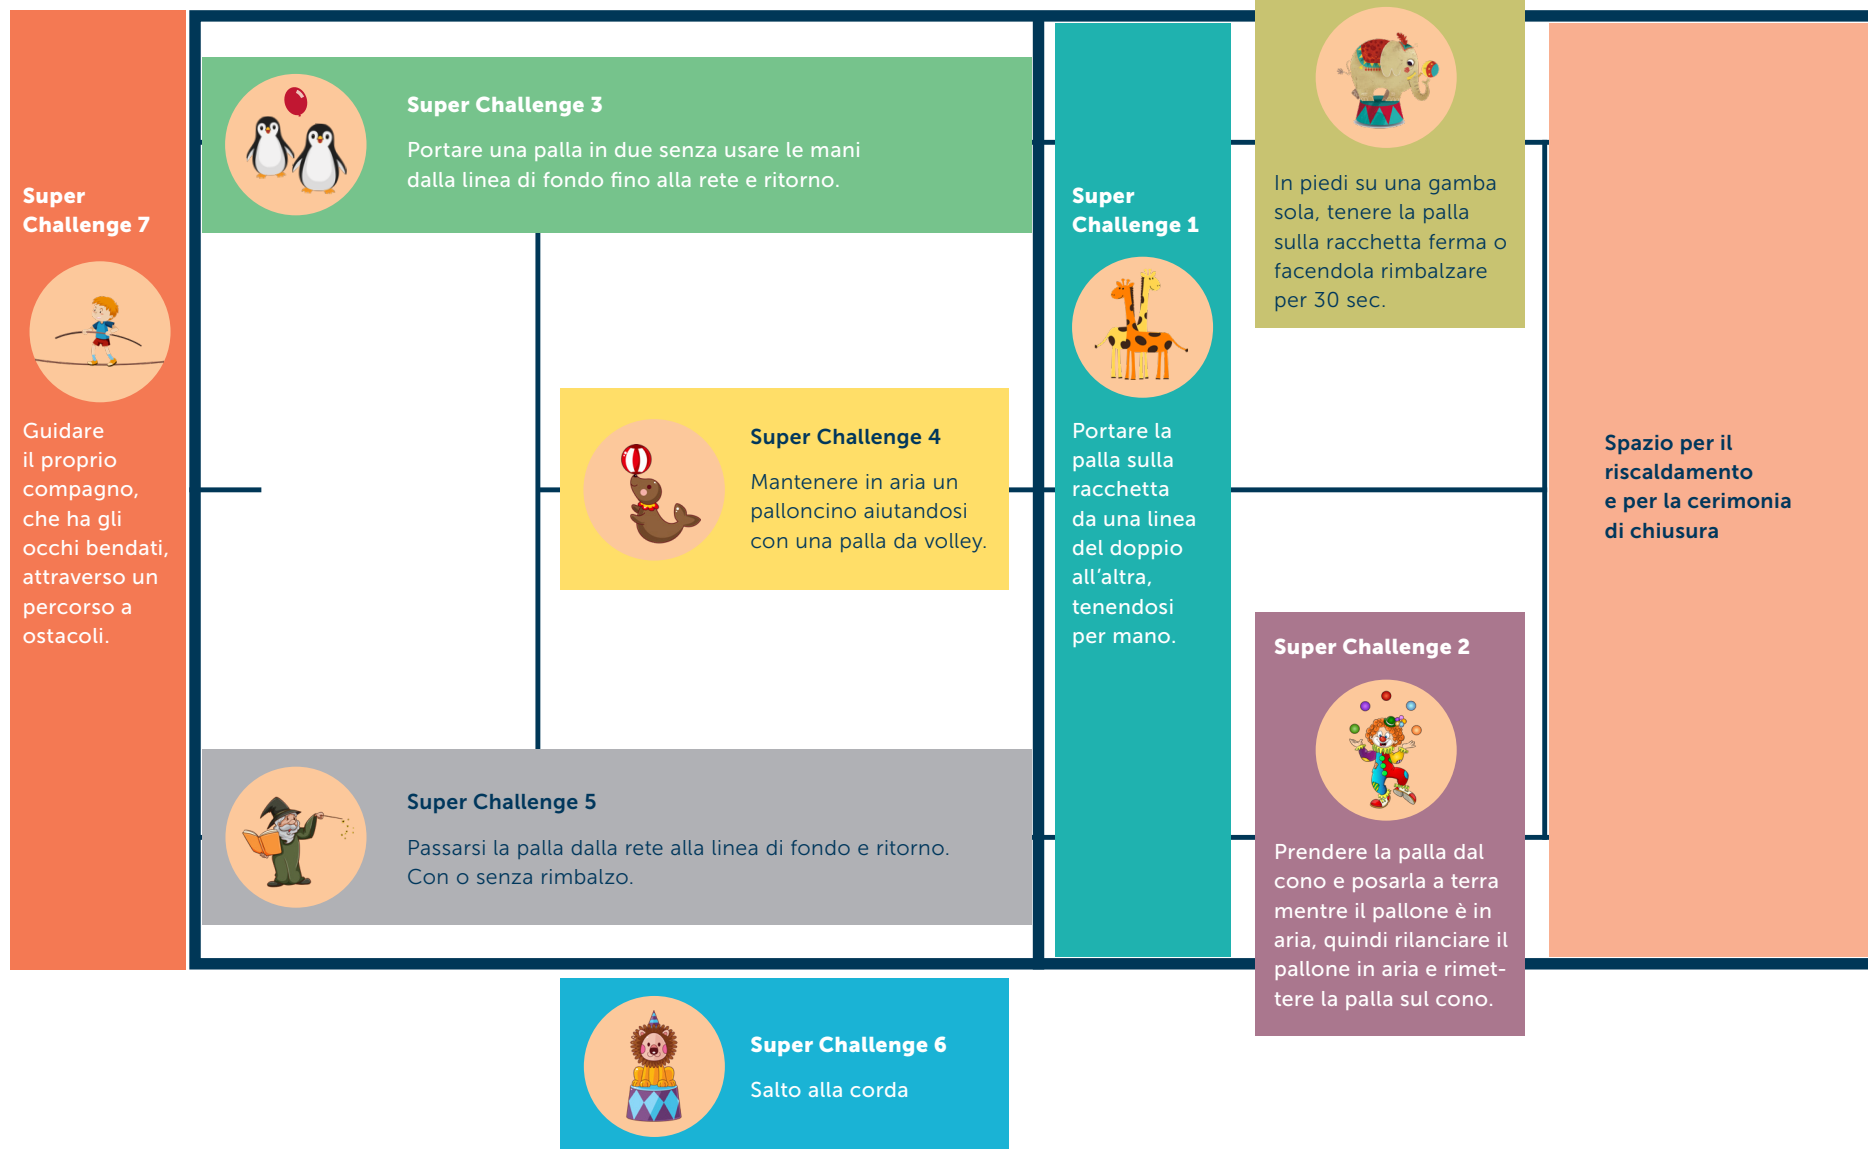 Super
Challenge 7
Guidare
il proprio
compagno,
che ha gli
occhi bendati,
attraverso un
percorso a
ostacoli.
Super Challenge 3
Portare una palla in due senza usare le mani
dalla linea di fondo fino alla rete e ritorno.
Super Challenge 4
Mantenere in aria un
palloncino aiutandosi
con una palla da volley.
Super Challenge 5
Passarsi la palla dalla rete alla linea di fondo e ritorno.
Con o senza rimbalzo.
Super Challenge 6
Salto alla corda
Super
Challenge 1
Portare la
palla sulla
racchetta
da una linea
del doppio
all'altra,
tenendosi
per mano.
In piedi su una gamba
sola, tenere la palla
sulla racchetta ferma o
facendola rimbalzare
per 30 sec.
Super Challenge 2
Prendere la palla dal
cono e posarla a terra
mentre il pallone è in
aria, quindi rilanciare il
pallone in aria e rimet-
tere la palla sul cono.
Spazio per il
riscaldamento
e per la cerimonia
di chiusura